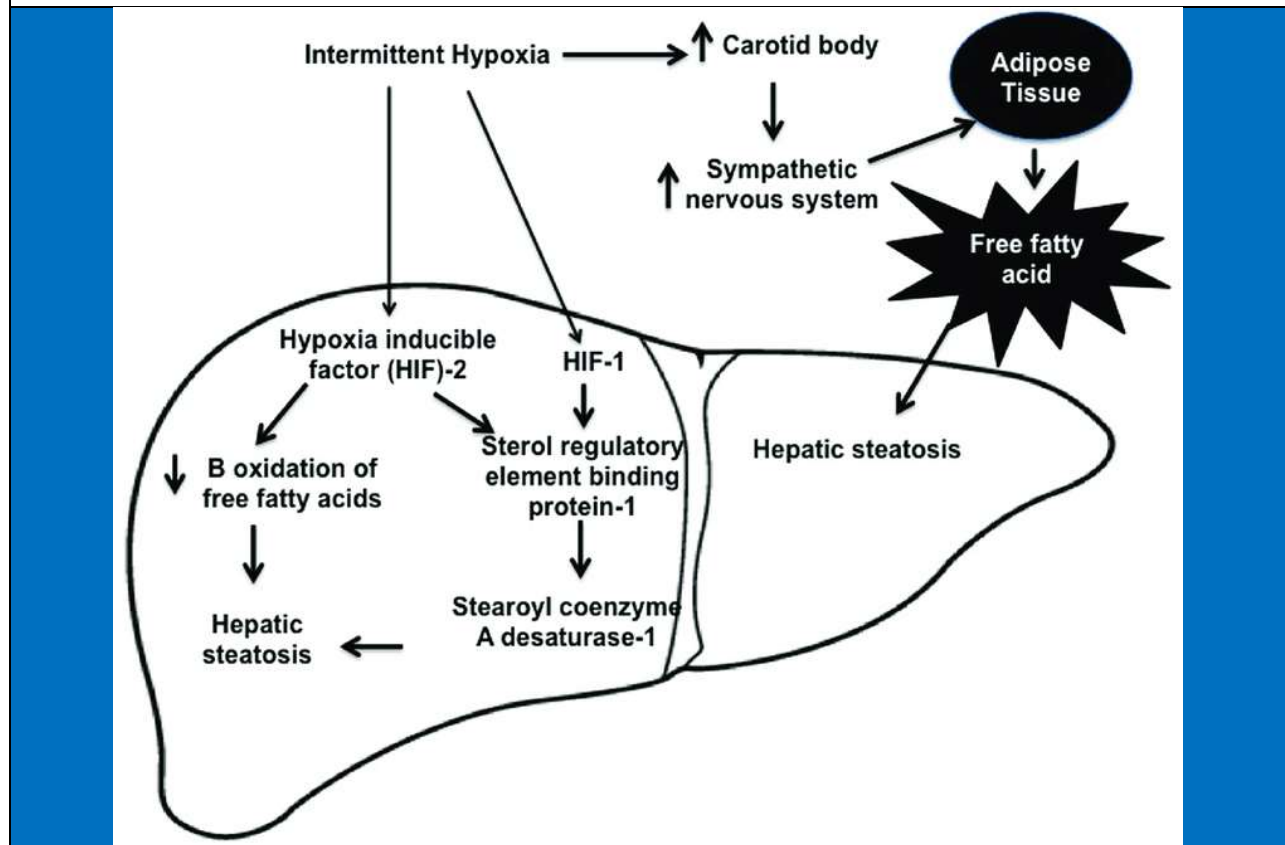 Intermittent Hypoxia
Carotid body
Adipose
Tissue
Sympathetic
nervous system
Free fatty
acid
Hypoxia inducible
factor (HIF)-2
HIF-1
B oxidation of
free fatty acids
Sterol regulatory
element binding
protein-1
Hepatic steatosis
Hepatic
steatosis
Stearoyl coenzyme
A desaturase-1